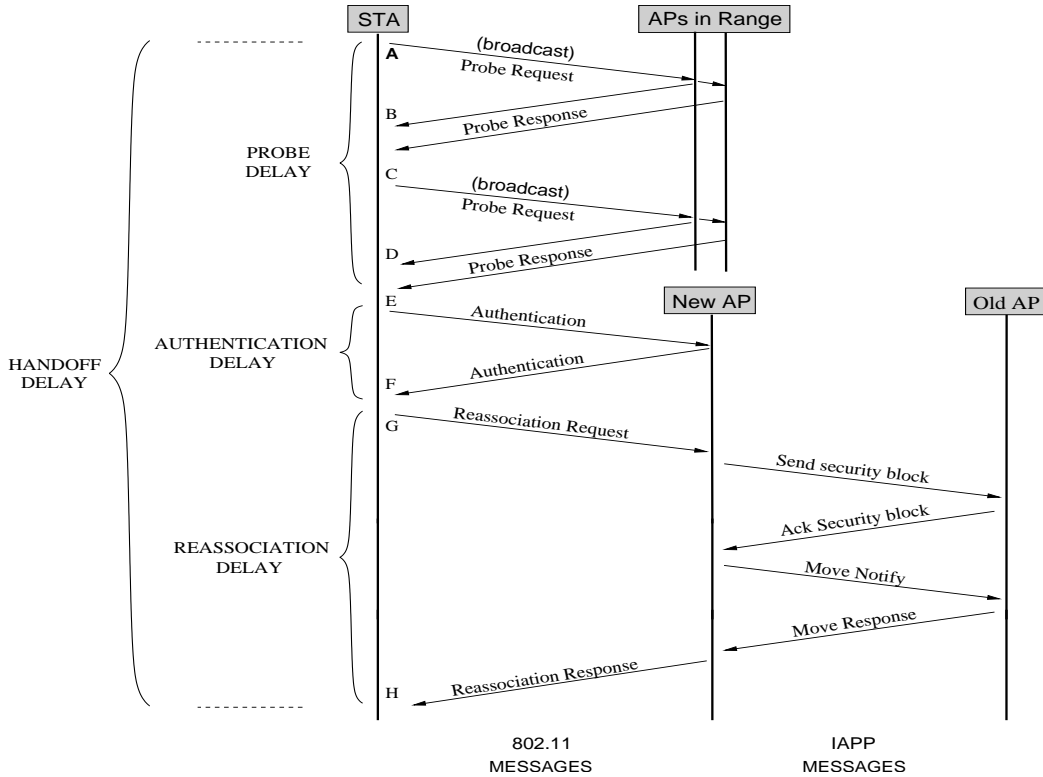 STA
APs in Range
A
(broadcast)
Probe Request
B
Probe Response
PROBE
DELAY
C
(broadcast)
Probe Request
D
Probe Response
E
New AP
Old AP
Authentication
AUTHENTICATION
DELAY
HANDOFF
DELAY
Authentication
F
Reassociation Request
G
Send security block
Ack Security block
REASSOCIATION
DELAY
Move Notify
Move Response
Reassociation Response
H
802.11
MESSAGES
IAPP
MESSAGES